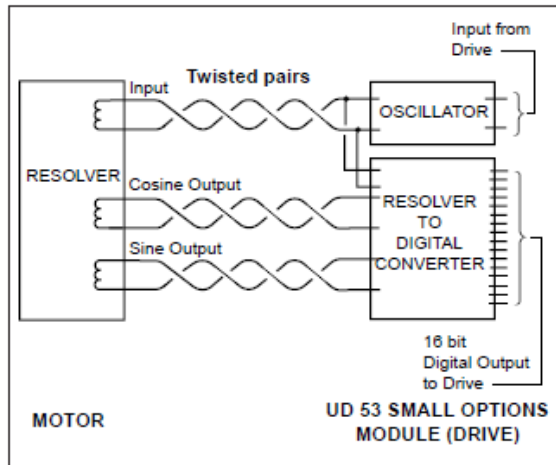 Input from
Drive
Twisted pairs
Input
OSCILLATOR
RESOLVER
Cosine Output
RESOLVER
TO
DIGITAL
CONVERTER
Sine Output
16 bit
Digital Output
to Drive
MOTOR
UD 53 SMALL OPTIONS
MODULE (DRIVE)